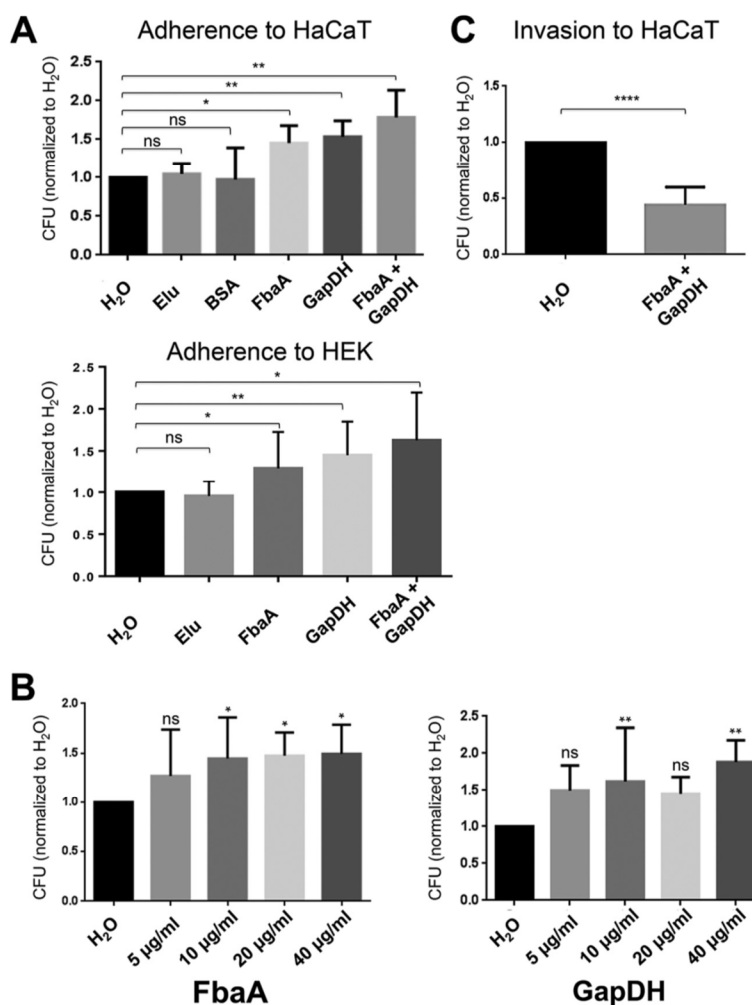 A
Adherence to HaCaT
CFU (normalized to H₂O)
2.5
2.0
1.5
1.0
0.5
0.0
**
**
*
ns
ns
H₂O
Elu
BSA
FbaA
GapDH
FbaA +
GapDH
C
Invasion to HaCaT
CFU (normalized to H₂O)
1.5
1.0
0.5
0.0
****
H₂O
FbaA +
GapDH
Adherence to HEK
CFU (normalized to H₂O)
2.5
2.0
1.5
1.0
0.5
0.0
*
**
*
ns
H₂O
Elu
FbaA
GapDH
FbaA +
GapDH
B
CFU (normalized to H₂O)
2.0
1.5
1.0
0.5
0.0
ns
*
*
*
H₂O
5 µg/ml
10 µg/ml
20 µg/ml
40 µg/ml
FbaA
CFU (normalized to H₂O)
2.5
2.0
1.5
1.0
0.5
0.0
ns
**
ns
**
H₂O
5 µg/ml
10 µg/ml
20 µg/ml
40 µg/ml
GapDH